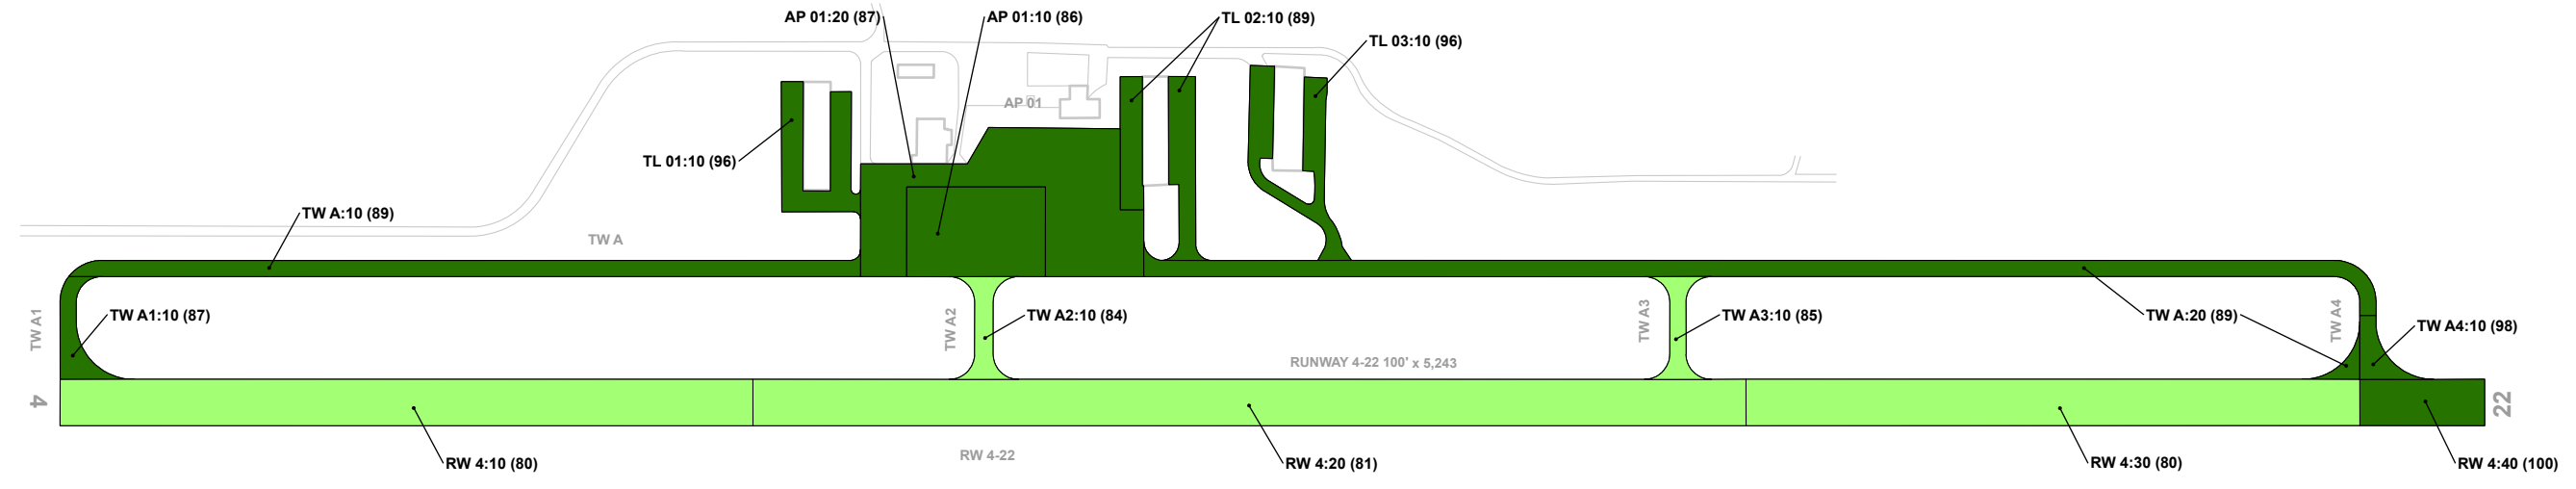 AP 01:20 (87)
AP 01:10 (86)
TL 02:10 (89)
TL 03:10 (96)
AP 01
TL 01:10 (96)
TW A:10 (89)
TW A
TW A1
TW A1:10 (87)
TW A2
TW A2:10 (84)
TW A3
TW A3:10 (85)
TW A:20 (89)
TW A4
TW A4:10 (98)
RUNWAY 4-22 100' x 5,243
4
22
RW 4-22
RW 4:10 (80)
RW 4:20 (81)
RW 4:30 (80)
RW 4:40 (100)